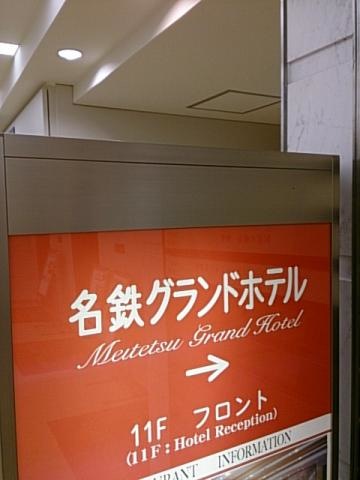 名鉄グランドホテル
Meitetsu Grand Hotel
→
11F フロント
(11F : Hotel Reception)
INFORMATION